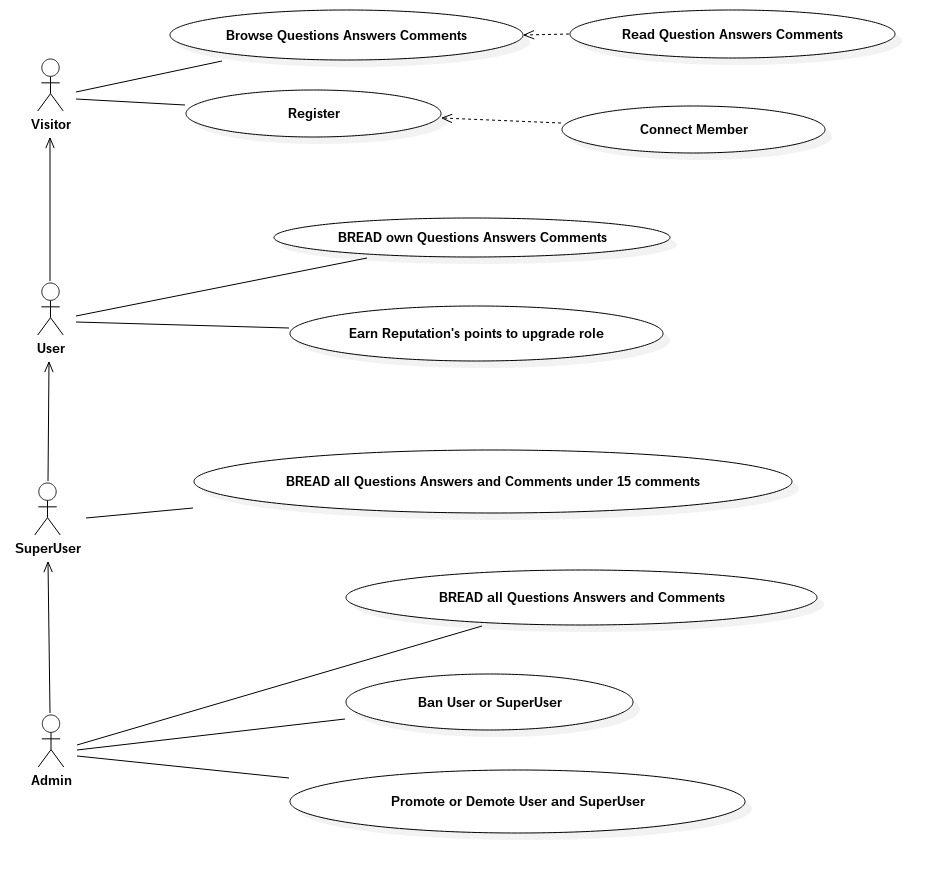 Browse Questions Answers Comments
Read Question Answers Comments
Register
Visitor
Connect Member
BREAD own Questions Answers Comments
Earn Reputation's points to upgrade role
User
BREAD all Questions Answers and Comments under 15 comments
SuperUser
BREAD all Questions Answers and Comments
Ban User or SuperUser
Admin
Promote or Demote User and SuperUser